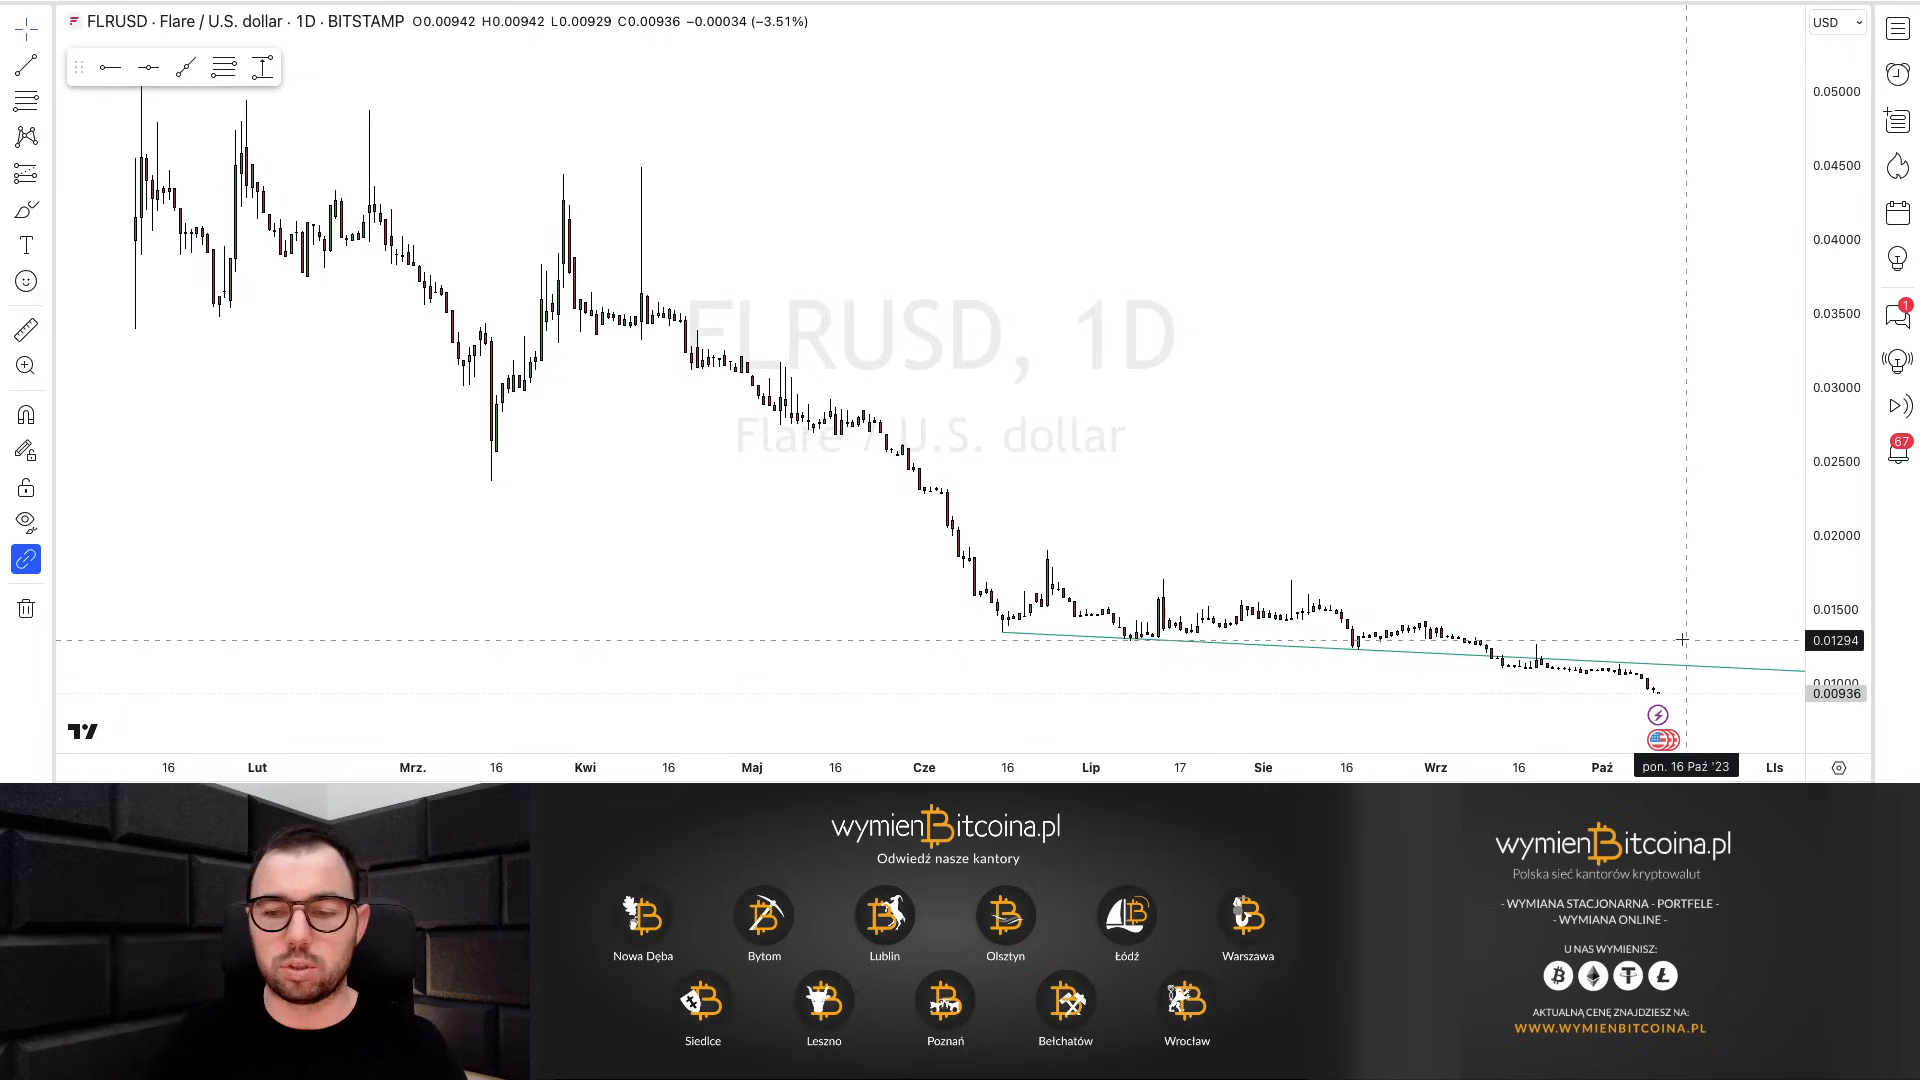 FLRUSD · Flare / U.S. dollar · 1D · BITSTAMP O0.00942 H0.00942 L0.00929 C0.00936 −0.00034 (−3.51%)
USD
0.05000
0.04500
0.04000
0.03500
0.03000
0.02500
0.02000
0.01500
0.01294
0.01000
0.00936
FLRUSD, 1D
Flare / U.S. dollar
1
67
16 Lut Mrz. 16 Kwi 16 Maj 16 Cze 16 Lip 17 Sie 16 Wrz 16 Paź pon. 16 Paź '23 Lis
wymienBitcoina.pl
Odwiedź nasze kantory
Nowa Dęba Bytom Lublin Olsztyn Łódź Warszawa
Siedlce Leszno Poznań Bełchatów Wrocław
wymienBitcoina.pl
Polska sieć kantorów kryptowalut
- WYMIANA STACJONARNA - PORTFELE -
- WYMIANA ONLINE -
U NAS WYMIENISZ:
AKTUALNĄ CENĘ ZNAJDZIESZ NA:
WWW.WYMIENBITCOINA.PL